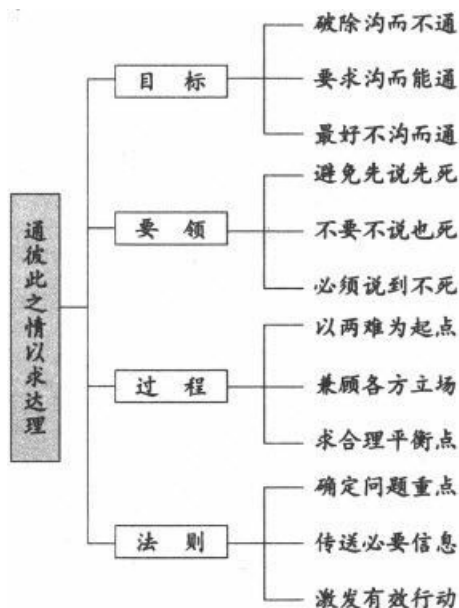 通彼此之情以求达理
目标
破除沟而不通
要求沟而能通
最好不沟而通
要领
避免先说先死
不要不说也死
必须说到不死
过程
以两难为起点
兼顾各方立场
求合理平衡点
法则
确定问题重点
传送必要信息
激发有效行动